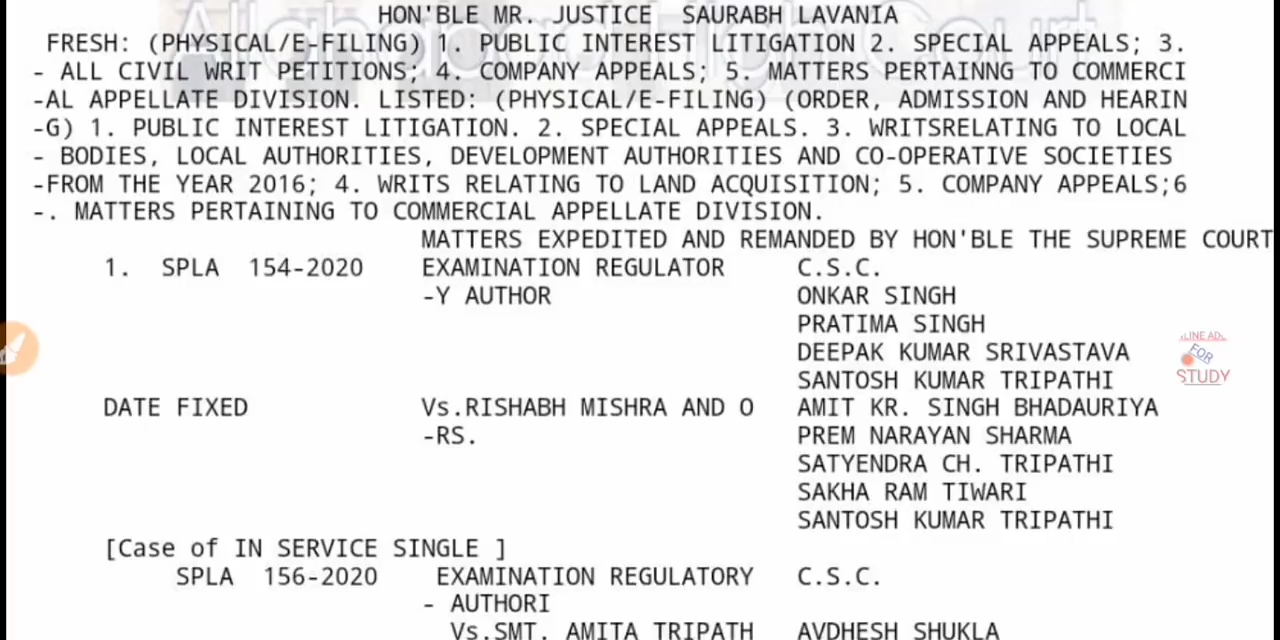 Allahabad High Court
HON'BLE MR. JUSTICE SAURABH LAVANIA
FRESH: (PHYSICAL/E-FILING) 1. PUBLIC INTEREST LITIGATION 2. SPECIAL APPEALS; 3.
- ALL CIVIL WRIT PETITIONS; 4. COMPANY APPEALS; 5. MATTERS PERTAINNG TO COMMERCI
-AL APPELLATE DIVISION. LISTED: (PHYSICAL/E-FILING) (ORDER, ADMISSION AND HEARIN
-G) 1. PUBLIC INTEREST LITIGATION. 2. SPECIAL APPEALS. 3. WRITSRELATING TO LOCAL
- BODIES, LOCAL AUTHORITIES, DEVELOPMENT AUTHORITIES AND CO-OPERATIVE SOCIETIES
-FROM THE YEAR 2016; 4. WRITS RELATING TO LAND ACQUISITION; 5. COMPANY APPEALS;6
-. MATTERS PERTAINING TO COMMERCIAL APPELLATE DIVISION.
MATTERS EXPEDITED AND REMANDED BY HON'BLE THE SUPREME COURT
1. SPLA 154-2020 EXAMINATION REGULATOR C.S.C.
-Y AUTHOR ONKAR SINGH
PRATIMA SINGH
DEEPAK KUMAR SRIVASTAVA
SANTOSH KUMAR TRIPATHI
DATE FIXED Vs.RISHABH MISHRA AND O AMIT KR. SINGH BHADAURIYA
-RS. PREM NARAYAN SHARMA
SATYENDRA CH. TRIPATHI
SAKHA RAM TIWARI
SANTOSH KUMAR TRIPATHI
[Case of IN SERVICE SINGLE ]
SPLA 156-2020 EXAMINATION REGULATORY C.S.C.
- AUTHORI
Vs.SMT. AMITA TRIPATH AVDHESH SHUKLA
FOR
STUDY